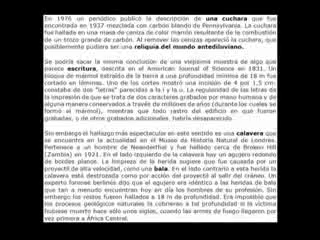 En 1976 un periódico publicó la descripción de una cuchara que fue
encontrada en 1937 mezclada con carbón blando de Pennsylvania. La cuchara
fue hallada en una masa de ceniza de color marrón resultante de la combustión
de un trozo grande de carbón. Al remover las cenizas apareció la cuchara, que
posiblemente pudiera ser una reliquia del mundo antediluviano.
Se podría sacar la misma conclusión de una viejísima muestra de algo que
parece escritura, descrita en el American Journal of Science en 1831. Un
bloque de mármol extraído de la tierra a una profundidad de 18 m fue
cortado en láminas. Uno de los cortes mostró una incisión de 4 por 1,5 cm.
constaba de dos "letras" parecidas a la i y la u. La regularidad de las letras da
la impresión de que se trata de dos carácteres grabados por mano humana y de
alguna manera conservados a través de millones de años (durante los cuales se
formó el mármol), mientras que todo rastro del edificio en que fueron
grabados, o de otros grabados adicionales, habría desaparecido.
Sin embargo el hallazgo más espectacular en este sentido es una calavera que
se encuentra en la actualidad en el Museo de Historia Natural de Londres.
Pertenece a un hombre de Neanderthal y fue hallado cerca de Broken Hill
(Zambia) en 1921. En el lado izquierdo de la calavera hay un agujero redondo
de bordes planos. La limpieza de la herida sugiere que fue causada por un
proyectil de alta velocidad, como una bala. En el lado contrario a esta herida la
calavera está destrozada como por acción del proyectil al salir del cráneo. Un
experto forense berlinés dijo que el agujero era idéntico a las heridas de bala
que tan a menudo encuentran hoy en día los hombres de su profesión. Sin
embargo los restos fueron hallados a 18 m de profundidad. Era imposible que
los procesos geológicos naturales la cubrieran a tal profundidad si la víctima
hubiese muerto hace sólo unos siglos, cuando las armas de fuego llegaron por
vez primera a África Central.